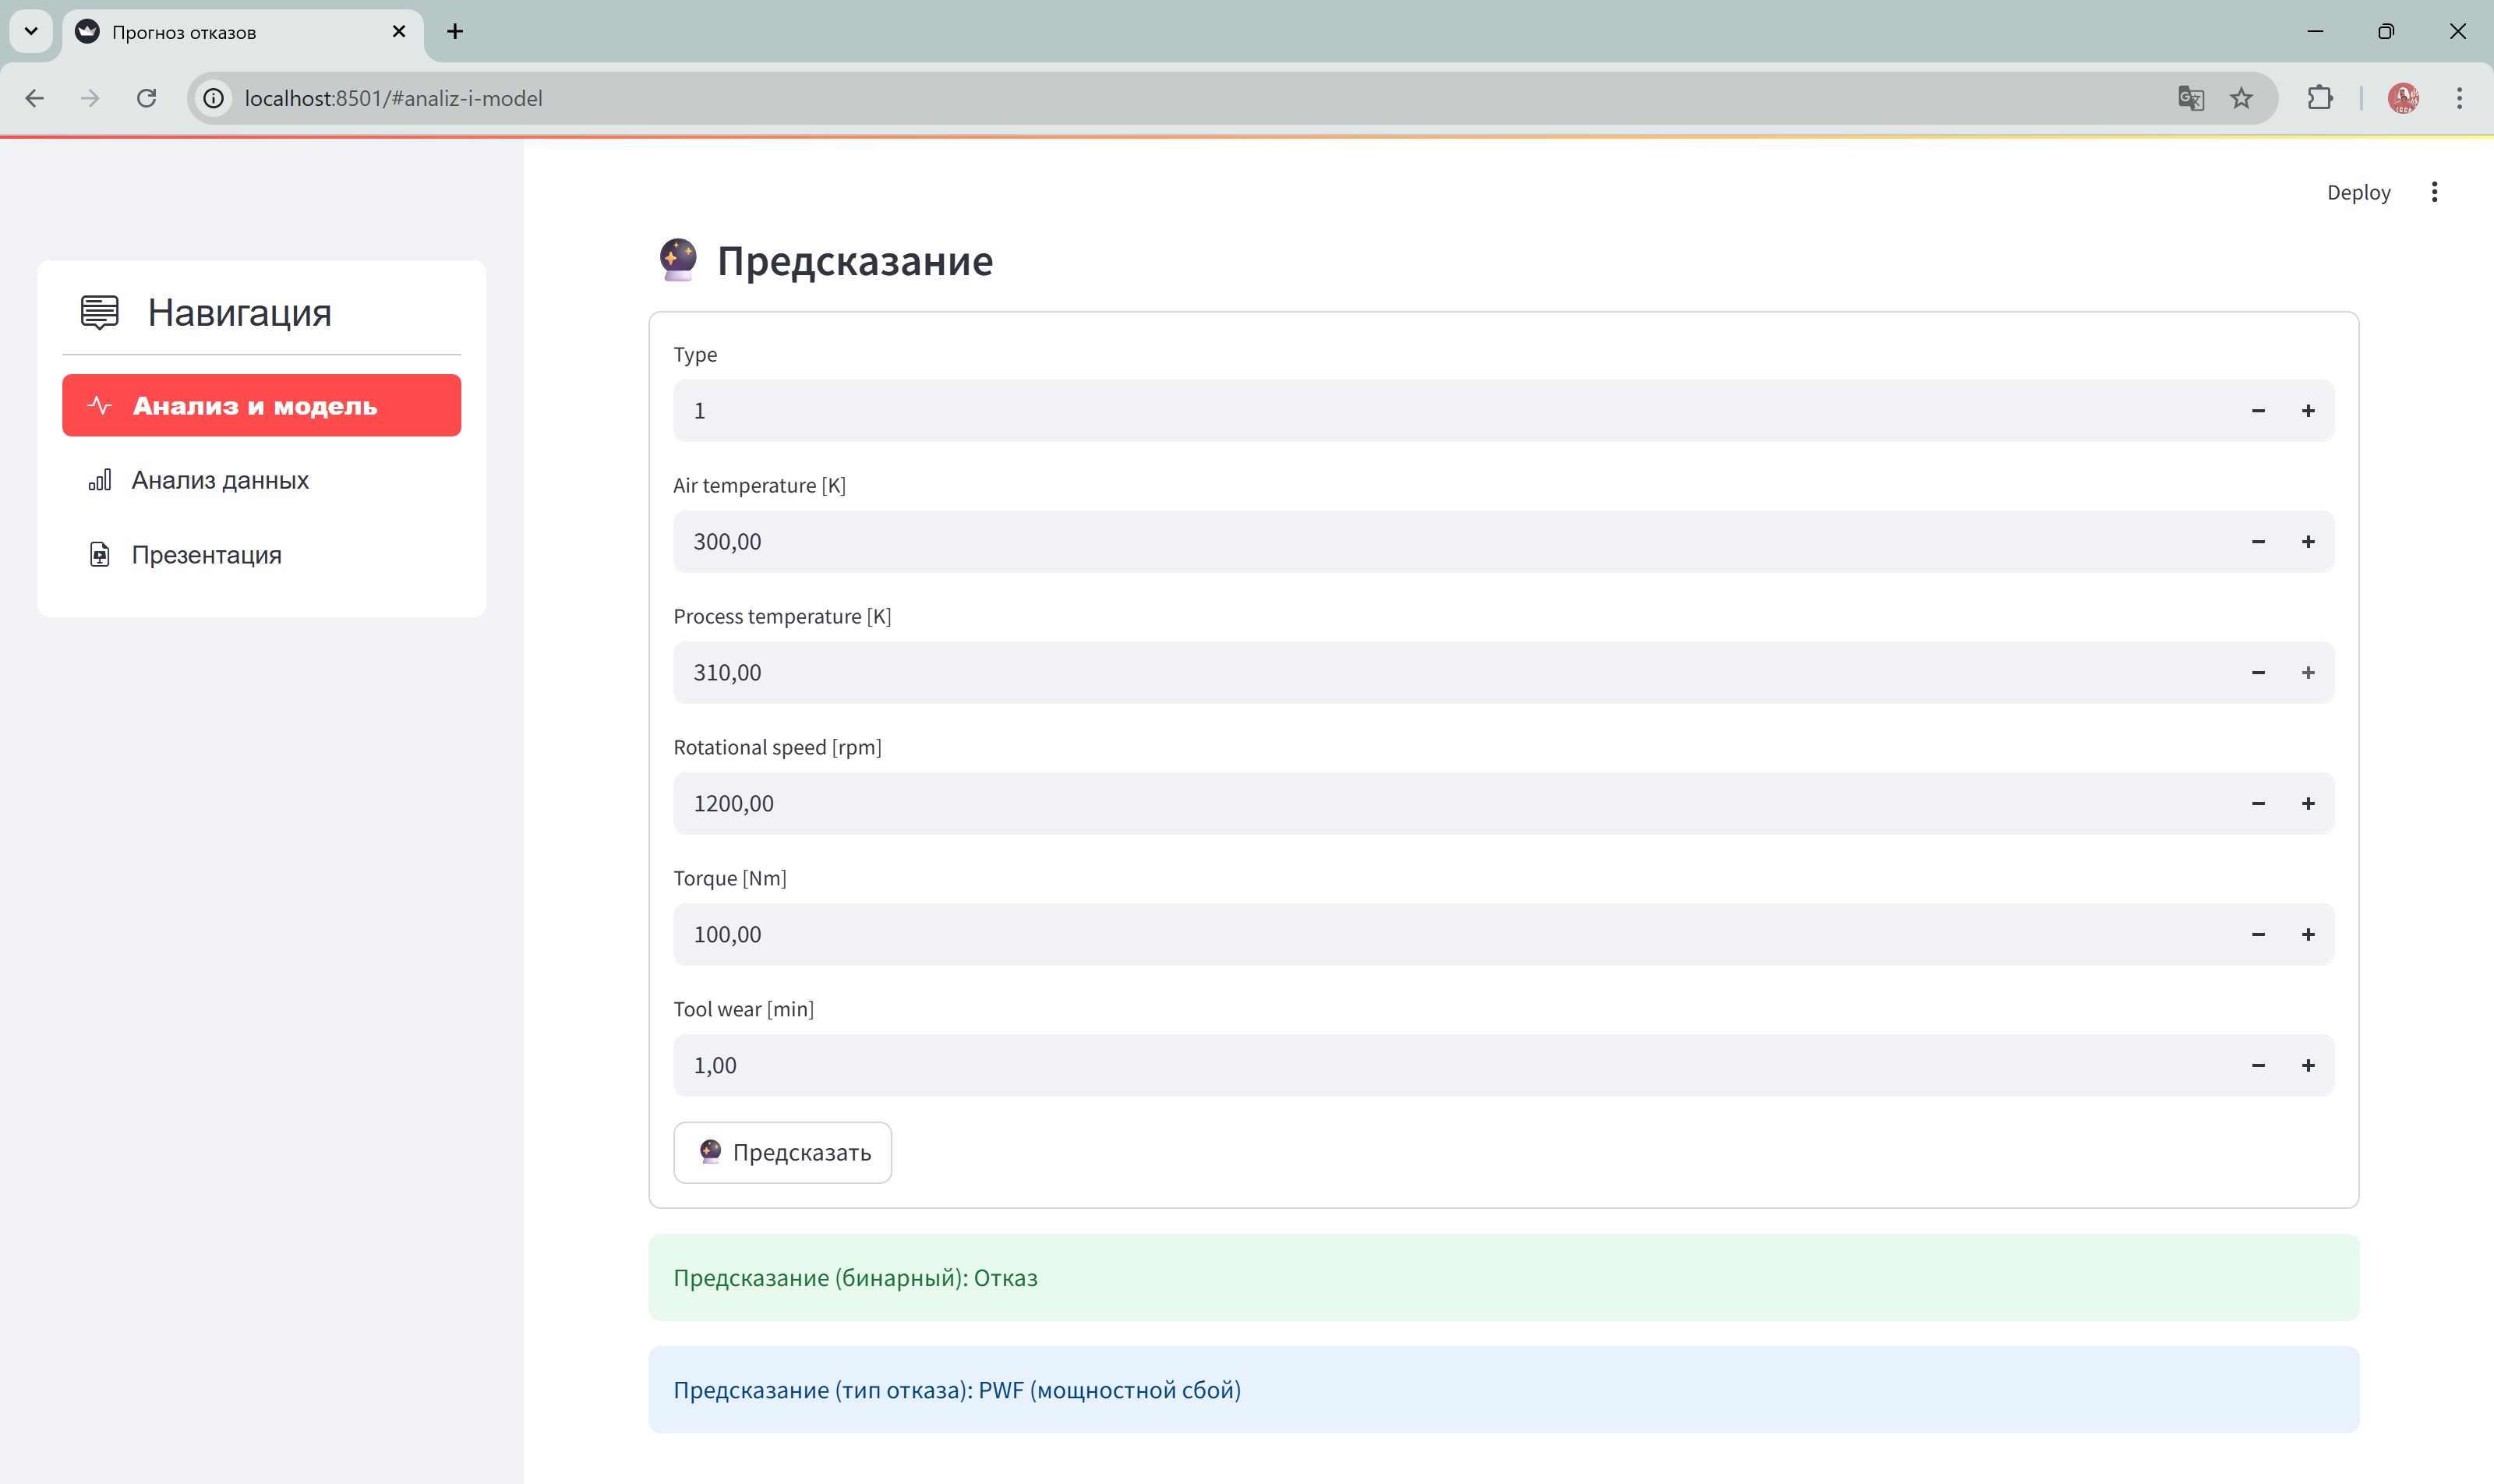 Прогноз отказов
localhost:8501/#analiz-i-model
Deploy
Навигация
Анализ и модель
Анализ данных
Презентация
Предсказание
Type
1
Air temperature [K]
300,00
Process temperature [K]
310,00
Rotational speed [rpm]
1200,00
Torque [Nm]
100,00
Tool wear [min]
1,00
Предсказать
Предсказание (бинарный): Отказ
Предсказание (тип отказа): PWF (мощностной сбой)